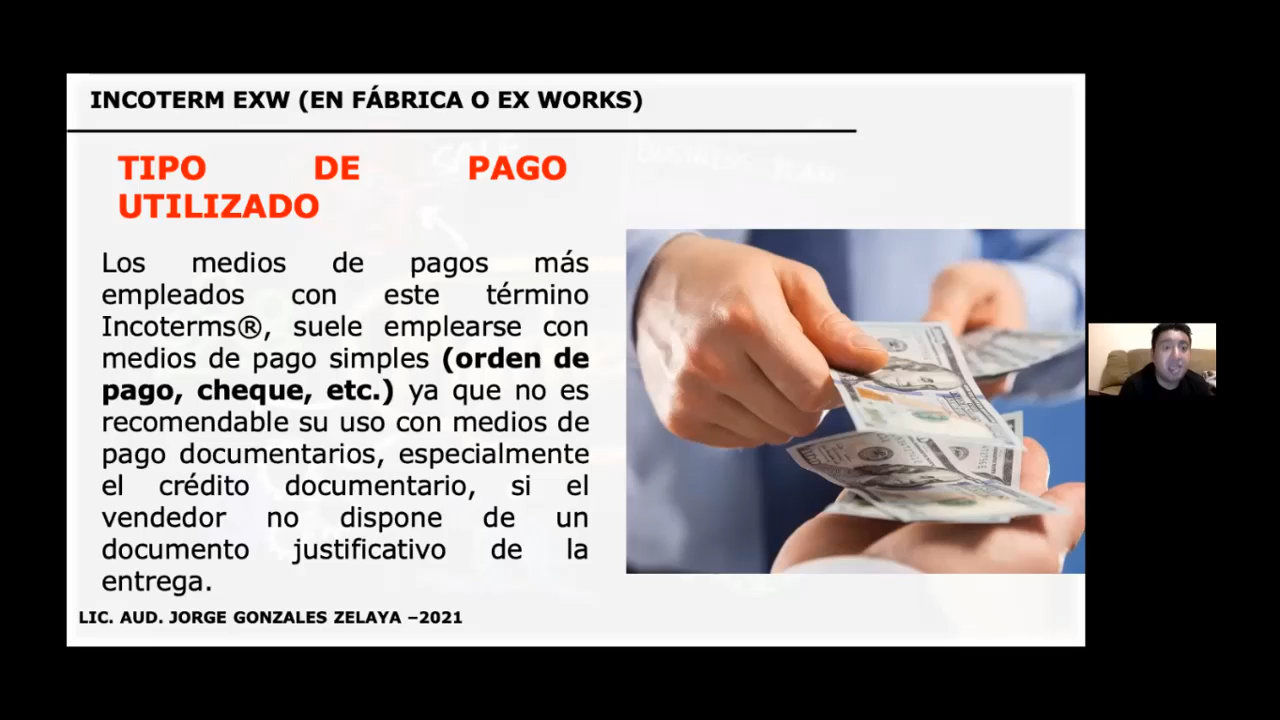 INCOTERM EXW (EN FÁBRICA O EX WORKS)
TIPO DE PAGO
UTILIZADO
Los medios de pagos más
empleados con este término
Incoterms®, suele emplearse con
medios de pago simples (orden de
pago, cheque, etc.) ya que no es
recomendable su uso con medios de
pago documentarios, especialmente
el crédito documentario, si el
vendedor no dispone de un
documento justificativo de la
entrega.
LIC. AUD. JORGE GONZALES ZELAYA –2021